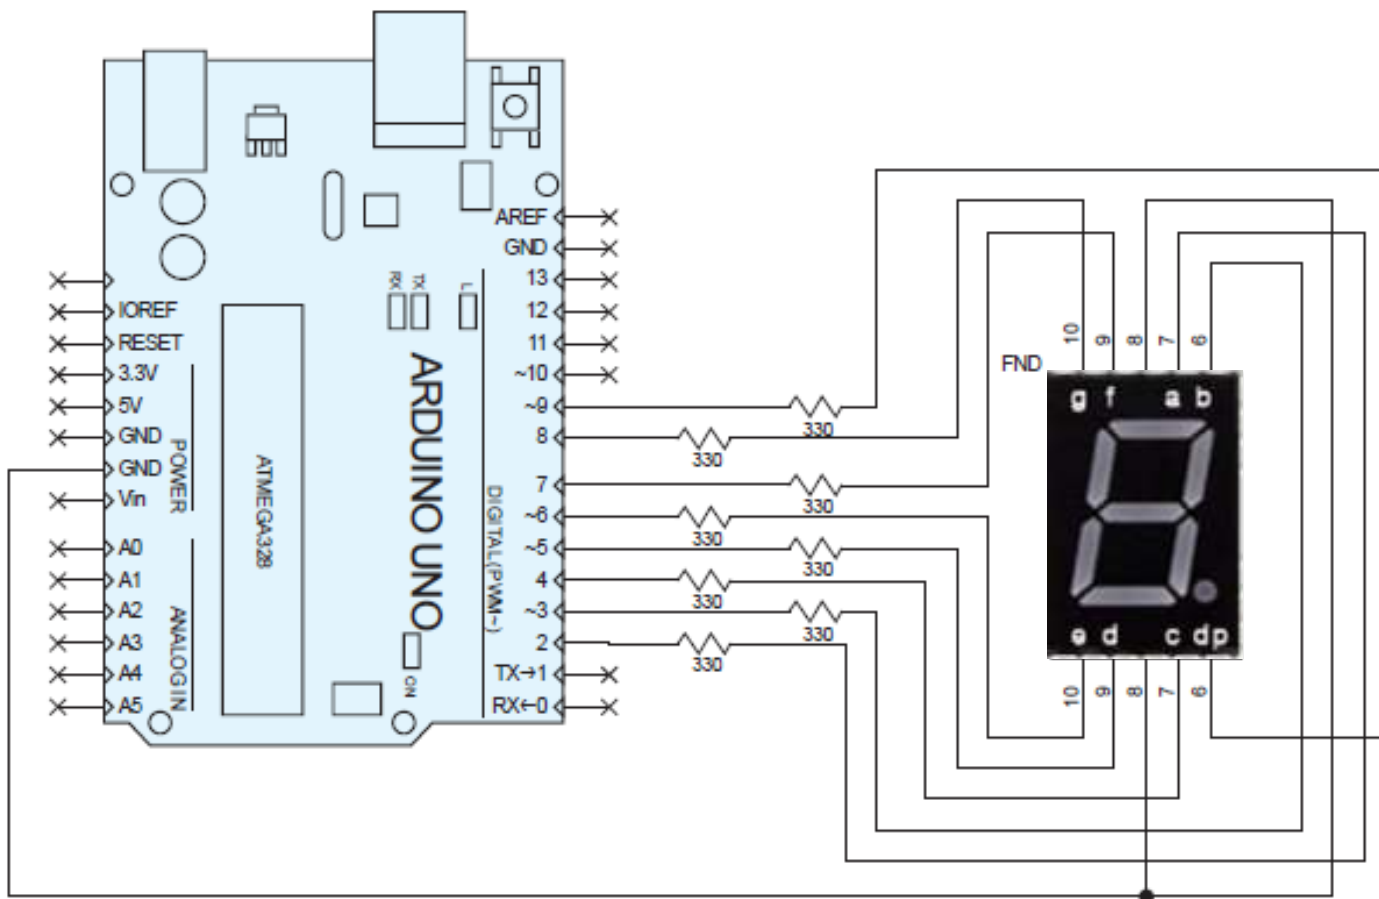 AREF
GND
13
12
11
~10
~9
8
7
~6
~5
4
~3
2
TX→1
RX←0
IOREF
RESET
3.3V
5V
GND
GND
Vin
A0
A1
A2
A3
A4
A5
POWER
ANALOG IN
ATMEGA328
RX
TX
L
ARDUINO UNO
DIGITAL(PWM~)
ON
330
330
330
330
330
330
330
330
FND
10
9
8
7
6
g f a b
e d c dp
10
9
8
7
6